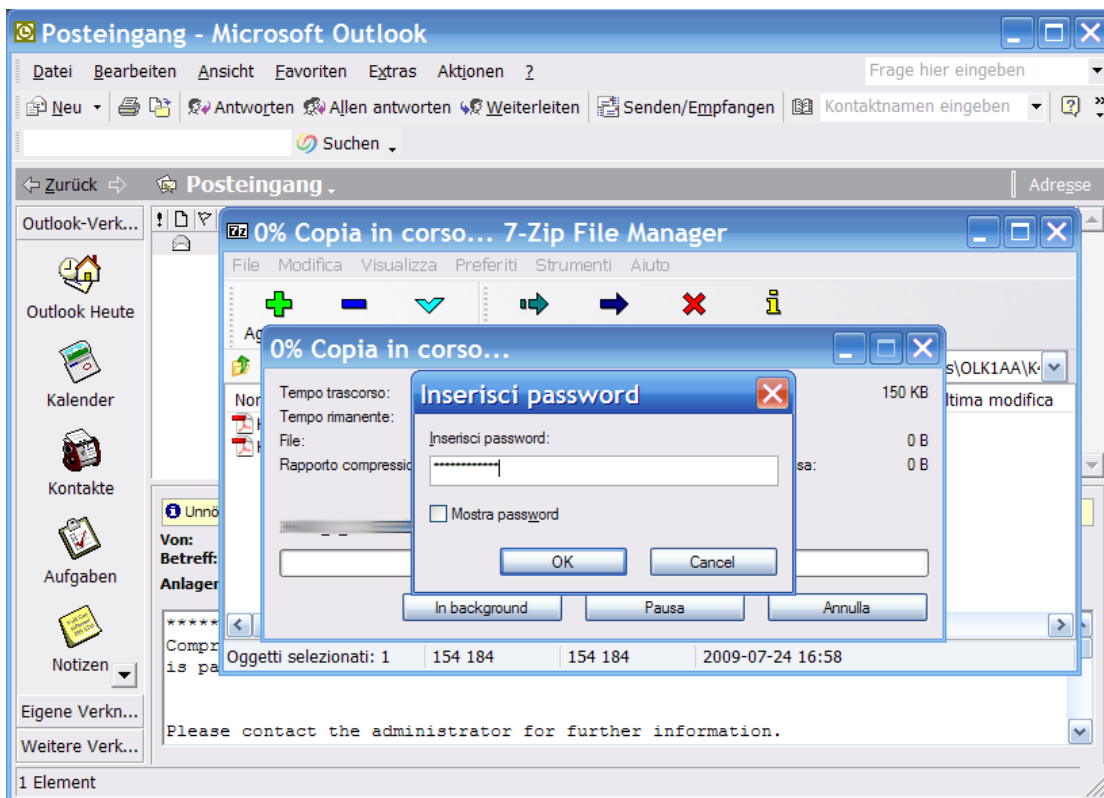 Posteingang - Microsoft Outlook
Datei Bearbeiten Ansicht Favoriten Extras Aktionen ?
Frage hier eingeben
Neu Antworten Allen antworten Weiterleiten Senden/Empfangen Kontaktnamen eingeben
Suchen
Zurück Posteingang Adresse
Outlook-Verk...
Outlook Heute
Kalender
Kontakte
Aufgaben
Notizen
Eigene Verkn...
Weitere Verk...
1 Element
0% Copia in corso... 7-Zip File Manager
File Modifica Visualizza Preferiti Strumenti Aiuto
s\OLK1AA\K
0% Copia in corso...
Tempo trascorso: 150 KB
Tempo rimanente:
File: 0 B
0 B
Inserisci password
Inserisci password:
*************
Mostra password
OK Cancel
In background Pausa Annulla
Oggetti selezionati: 1 154 184 154 184 2009-07-24 16:58
Von:
Betreff:
*****
Please contact the administrator for further information.